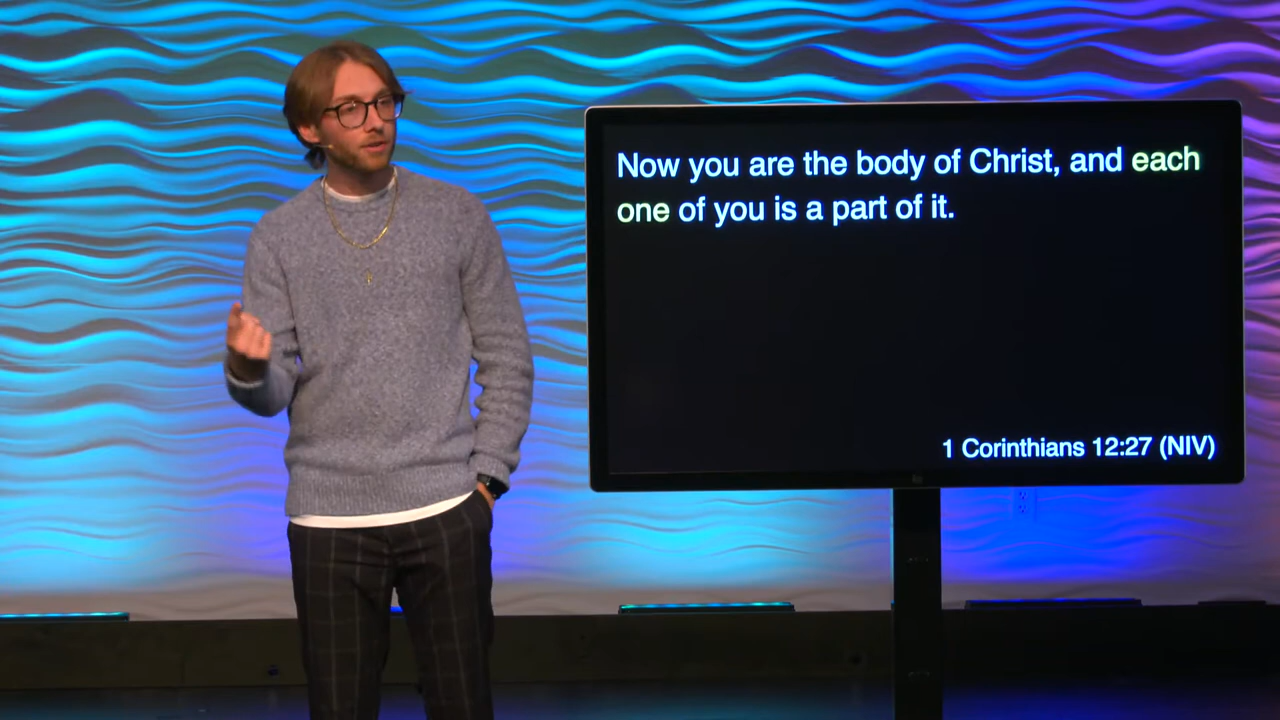 Now you are the body of Christ, and each
one of you is a part of it.
1 Corinthians 12:27 (NIV)